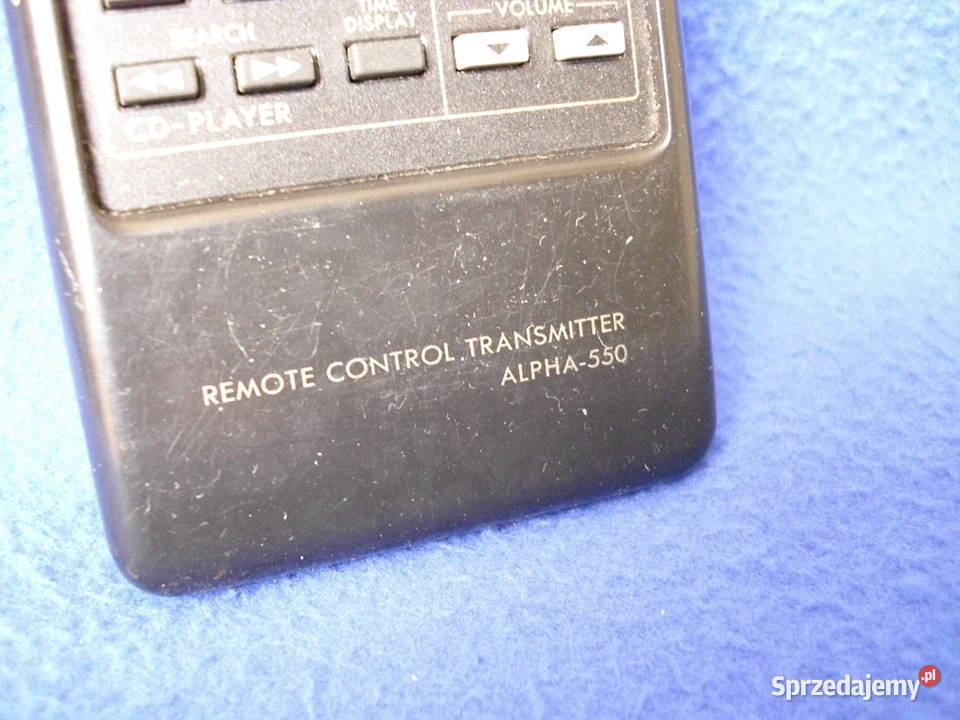 TIME
DISPLAY
VOLUME
SEARCH
CD-PLAYER
REMOTE CONTROL TRANSMITTER
ALPHA-550
Sprzedajemy.pl